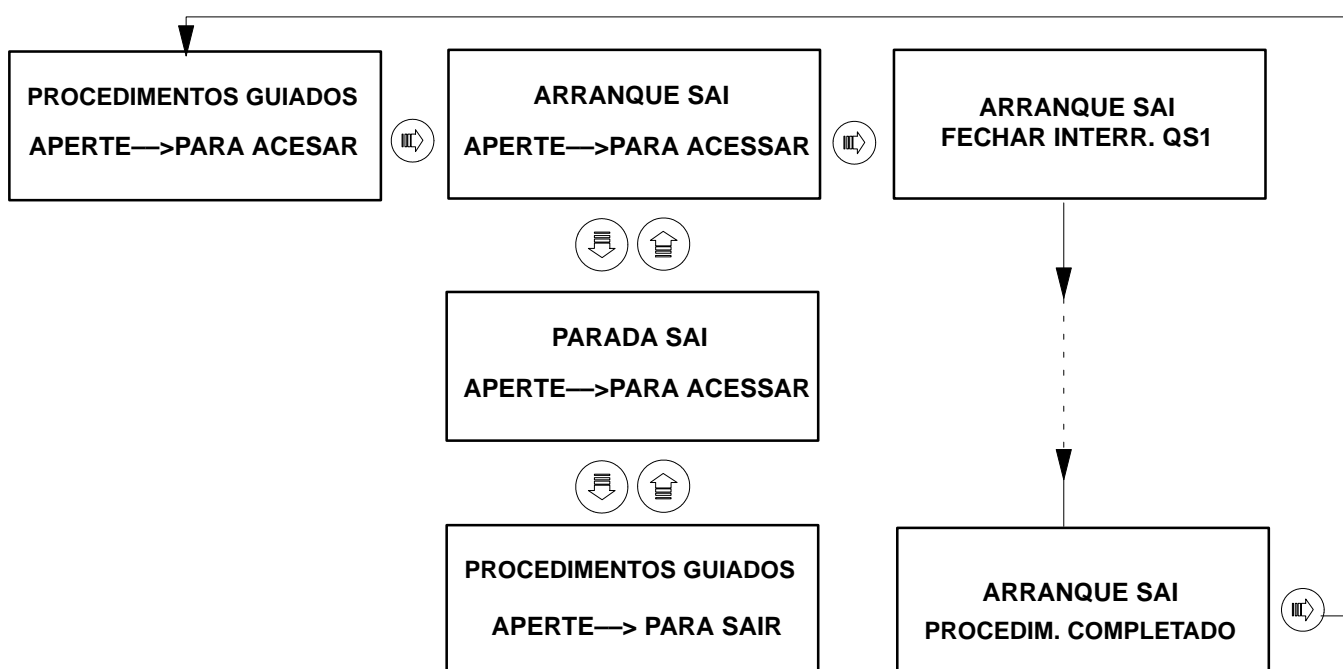 PROCEDIMENTOS GUIADOS
APERTE—>PARA ACESAR
ARRANQUE SAI
APERTE—>PARA ACESSAR
ARRANQUE SAI
FECHAR INTERR. QS1
PARADA SAI
APERTE—>PARA ACESSAR
PROCEDIMENTOS GUIADOS
APERTE—> PARA SAIR
ARRANQUE SAI
PROCEDIM. COMPLETADO